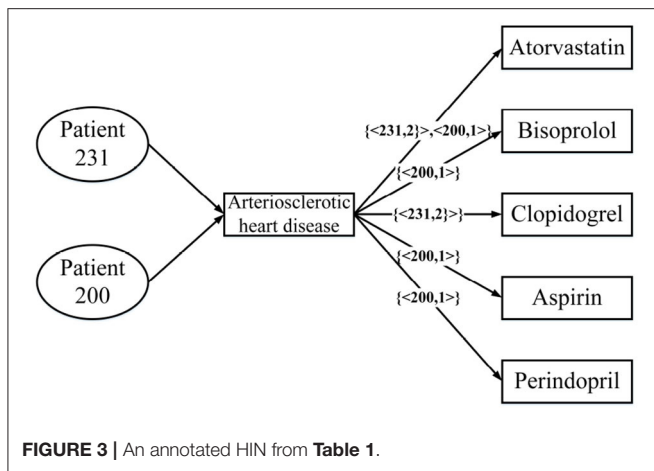 Atorvastatin
Patient
231
{<231,2}>,<200,1>}
Bisoprolol
{<200,1>}
Arteriosclerotic
heart disease
{<231,2}>}
Clopidogrel
Patient
200
{<200,1>}
Aspirin
{<200,1>}
Perindopril
FIGURE 3 | An annotated HIN from Table 1.